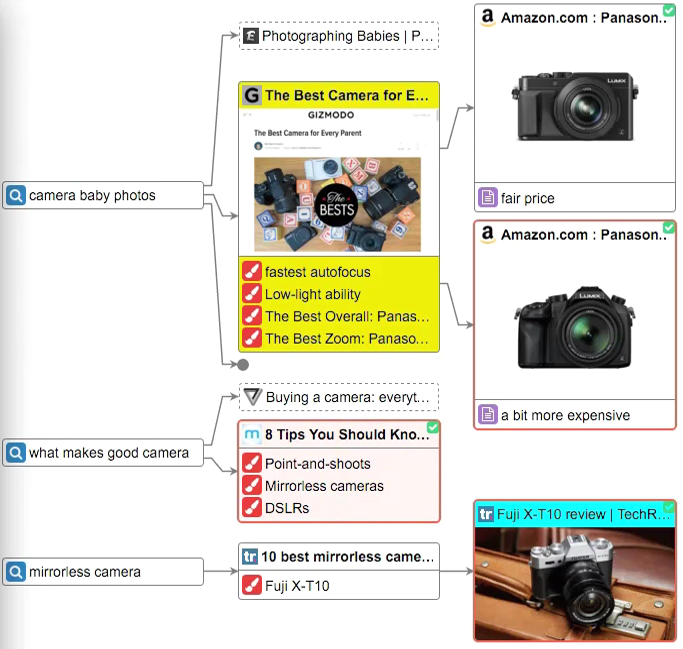 Photographing Babies | P…
Amazon.com : Panason..
LUMIX
fair price
The Best Camera for E…
GIZMODO
The Best Camera for Every Parent
The
BESTS
camera baby photos
fastest autofocus
Low-light ability
The Best Overall: Panas…
The Best Zoom: Panaso…
Amazon.com : Panason..
LUMIX
a bit more expensive
Buying a camera: everyt…
what makes good camera
m 8 Tips You Should Kno…
Point-and-shoots
Mirrorless cameras
DSLRs
mirrorless camera
tr 10 best mirrorless came…
Fuji X-T10
tr Fuji X-T10 review | TechR…